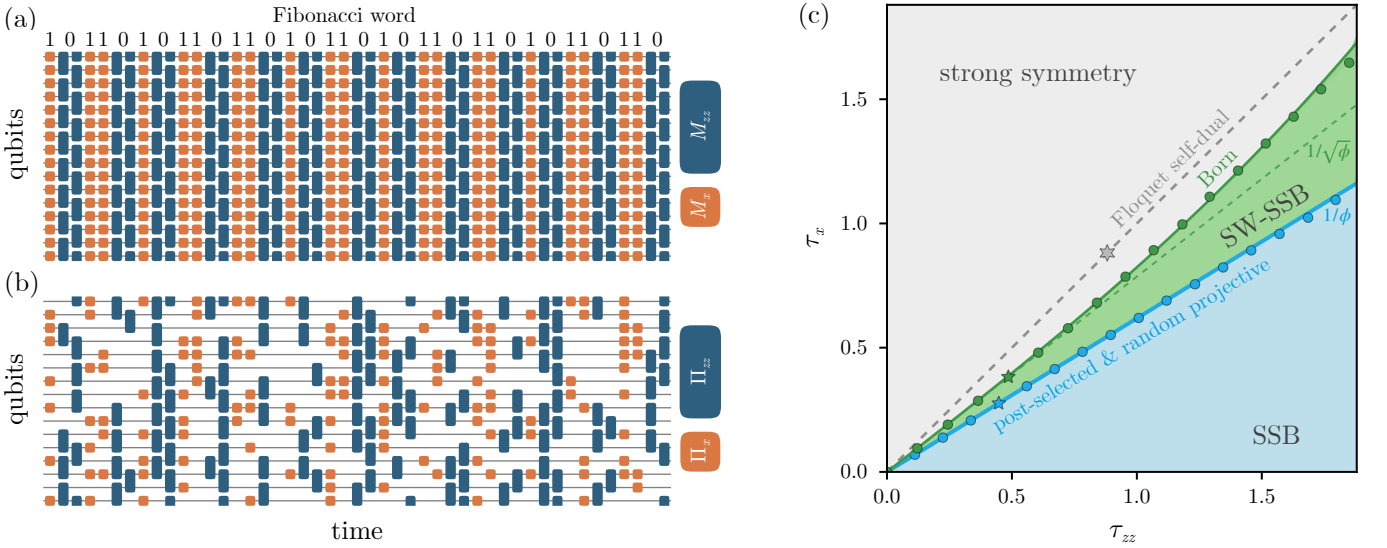 (a)
Fibonacci word
1 0 11 0 1 0 11 0 11 0 1 0 11 0 1 0 11 0 11 0 1 0 11 0 11 0
qubits
M_zz
M_x
(b)
qubits
Π_zz
Π_x
time
(c)
strong symmetry
Floquet self-dual
Born
1/√ϕ
SW-SSB
1/ϕ
post-selected & random projective
SSB
τ_x
1.5
1.0
0.5
0.0
0.0 0.5 1.0 1.5
τ_zz